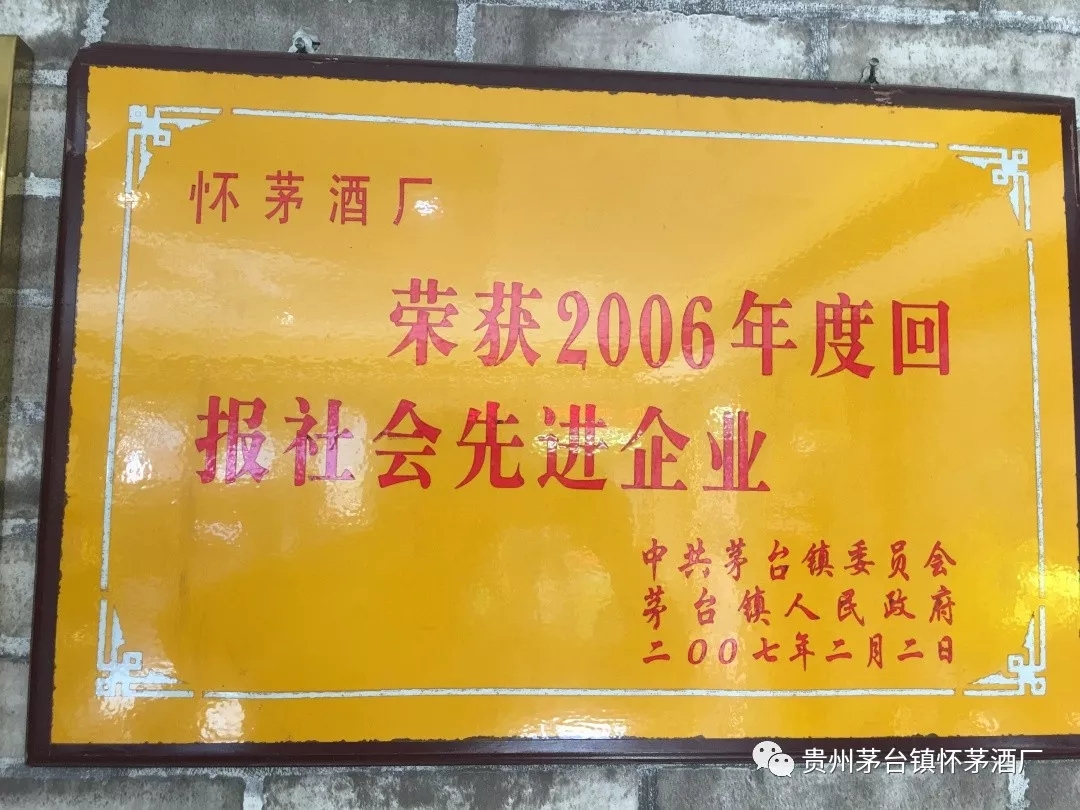 怀茅酒厂
荣获2006年度回
报社会先进企业
中共茅台镇委员会
茅台镇人民政府
二OO七年二月二日
贵州茅台镇怀茅酒厂